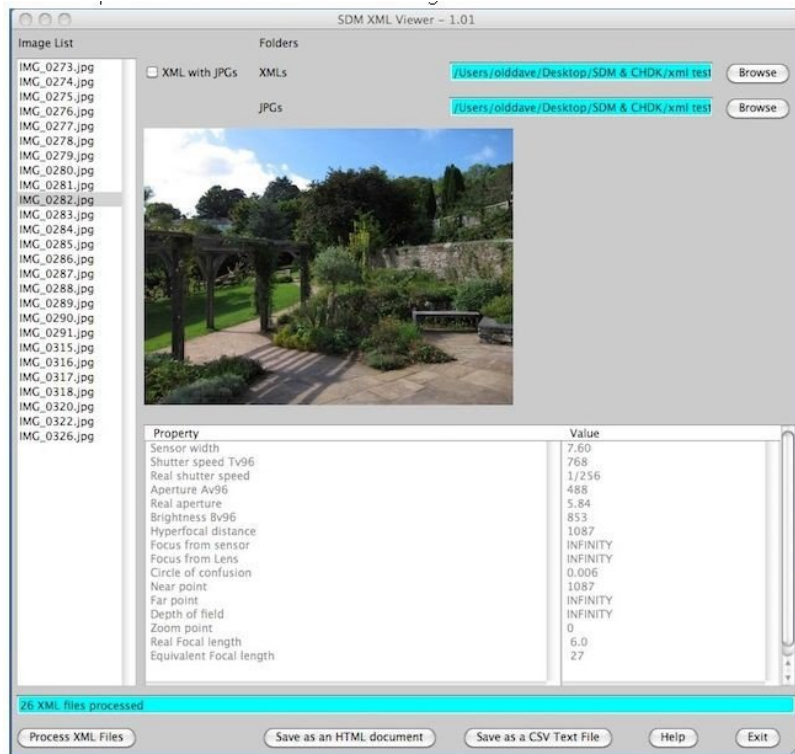 SDM XML Viewer - 1.01
Image List
Folders
XML with JPGs XMLs /Users/olddave/Desktop/SDM & CHDK/xml test Browse
JPGs /Users/olddave/Desktop/SDM & CHDK/xml test Browse
IMG_0273.jpg
IMG_0274.jpg
IMG_0275.jpg
IMG_0276.jpg
IMG_0277.jpg
IMG_0278.jpg
IMG_0279.jpg
IMG_0280.jpg
IMG_0281.jpg
IMG_0282.jpg
IMG_0283.jpg
IMG_0284.jpg
IMG_0285.jpg
IMG_0286.jpg
IMG_0287.jpg
IMG_0288.jpg
IMG_0289.jpg
IMG_0290.jpg
IMG_0291.jpg
IMG_0315.jpg
IMG_0316.jpg
IMG_0317.jpg
IMG_0318.jpg
IMG_0320.jpg
IMG_0322.jpg
IMG_0326.jpg
Property Value
Sensor width 7.60
Shutter speed Tv96 768
Real shutter speed 1/256
Aperture Av96 488
Real aperture 5.84
Brightness Bv96 853
Hyperfocal distance 1087
Focus from sensor INFINITY
Focus from Lens INFINITY
Circle of confusion 0.006
Near point 1087
Far point INFINITY
Depth of field INFINITY
Zoom point 0
Real Focal length 6.0
Equivalent Focal length 27
26 XML files processed
Process XML Files Save as an HTML document Save as a CSV Text File Help Exit